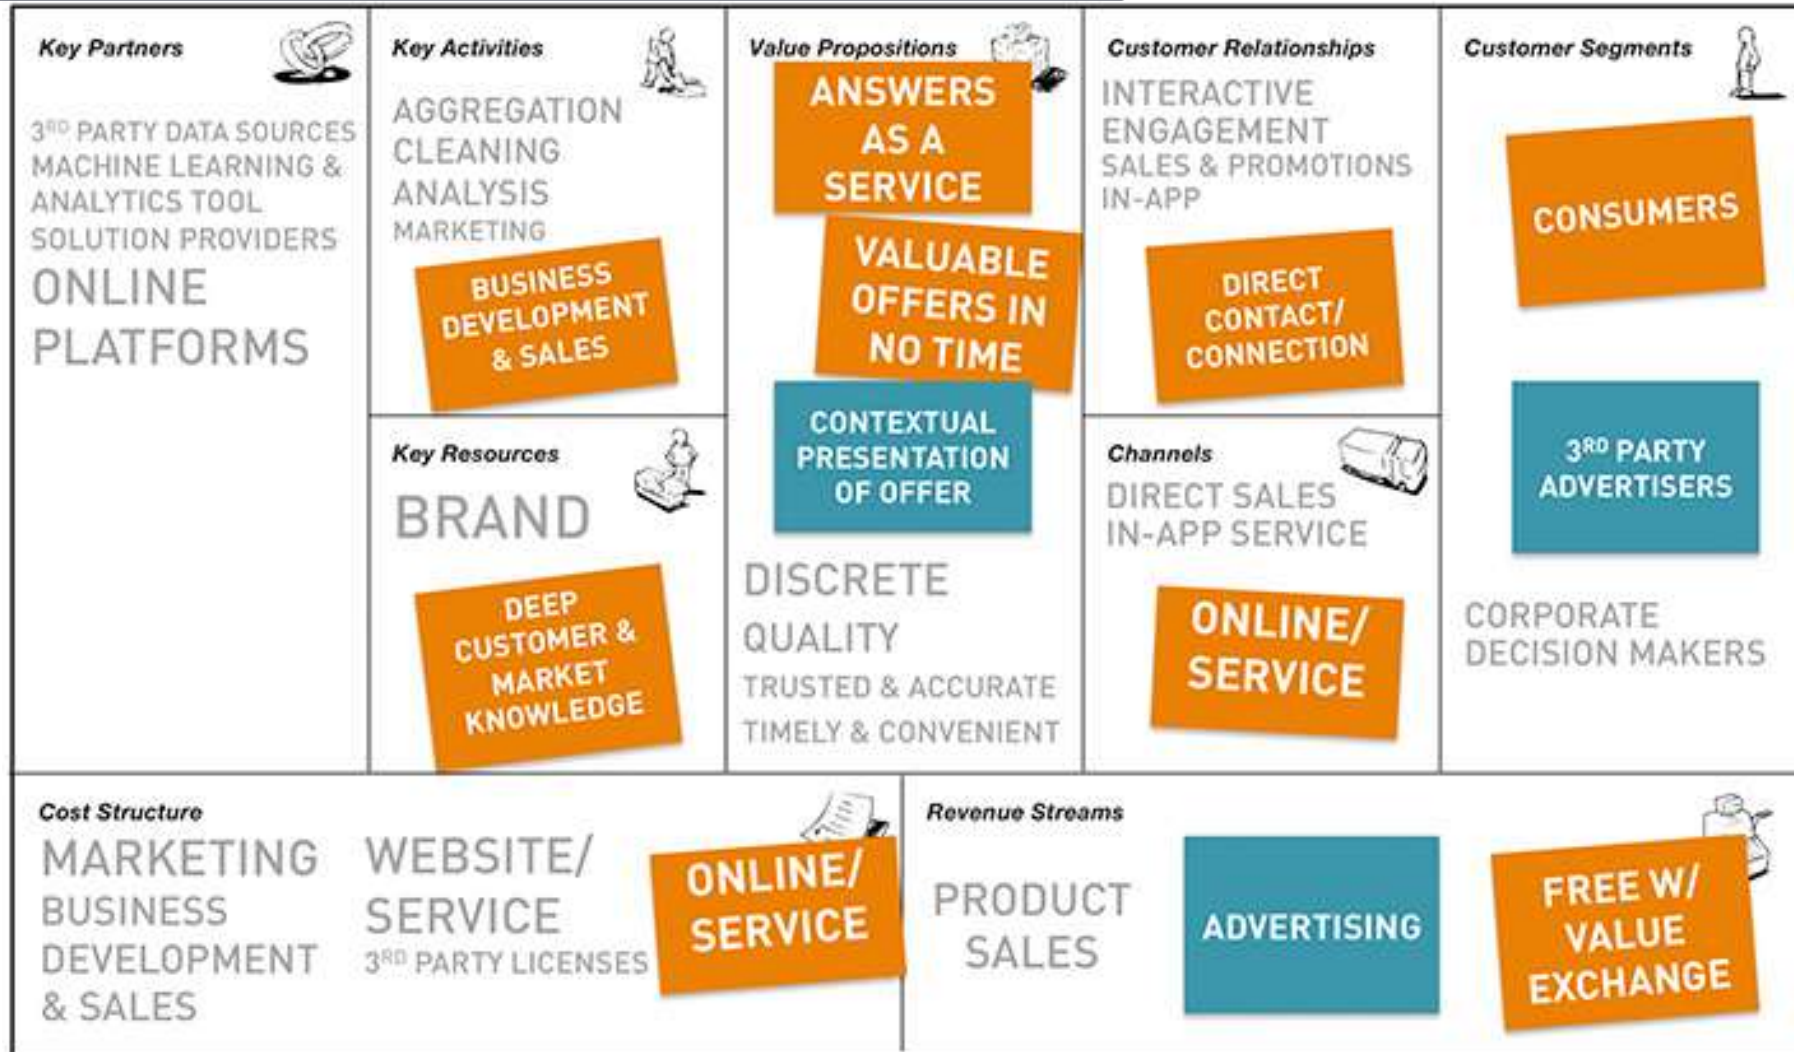 Key Partners
3RD PARTY DATA SOURCES
MACHINE LEARNING &
ANALYTICS TOOL
SOLUTION PROVIDERS
ONLINE
PLATFORMS
Key Activities
AGGREGATION
CLEANING
ANALYSIS
MARKETING
BUSINESS
DEVELOPMENT
& SALES
Key Resources
BRAND
DEEP
CUSTOMER &
MARKET
KNOWLEDGE
Value Propositions
ANSWERS
AS A
SERVICE
VALUABLE
OFFERS IN
NO TIME
CONTEXTUAL
PRESENTATION
OF OFFER
DISCRETE
QUALITY
TRUSTED & ACCURATE
TIMELY & CONVENIENT
Customer Relationships
INTERACTIVE
ENGAGEMENT
SALES & PROMOTIONS
IN-APP
DIRECT
CONTACT/
CONNECTION
Channels
DIRECT SALES
IN-APP SERVICE
ONLINE/
SERVICE
Customer Segments
CONSUMERS
3RD PARTY
ADVERTISERS
CORPORATE
DECISION MAKERS
Cost Structure
MARKETING
BUSINESS
DEVELOPMENT
& SALES
WEBSITE/
SERVICE
3RD PARTY LICENSES
ONLINE/
SERVICE
Revenue Streams
PRODUCT
SALES
ADVERTISING
FREE W/
VALUE
EXCHANGE